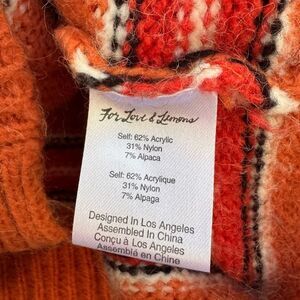 For Love & Lemons
Self: 62% Acrylic
31% Nylon
7% Alpaca
Self: 62% Acrylique
31% Nylon
7% Alpaga
Designed In Los Angeles
Assembled In China
Conçu à Los Angeles
Assemblé en Chine